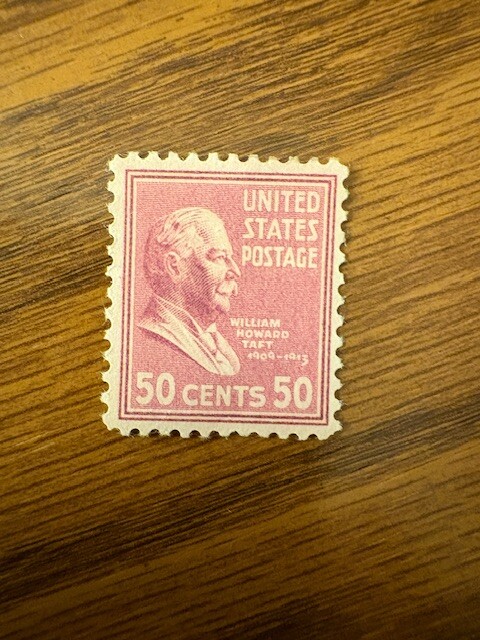 UNITED
STATES
POSTAGE
WILLIAM
HOWARD
TAFT
1909-1913
50 CENTS 50